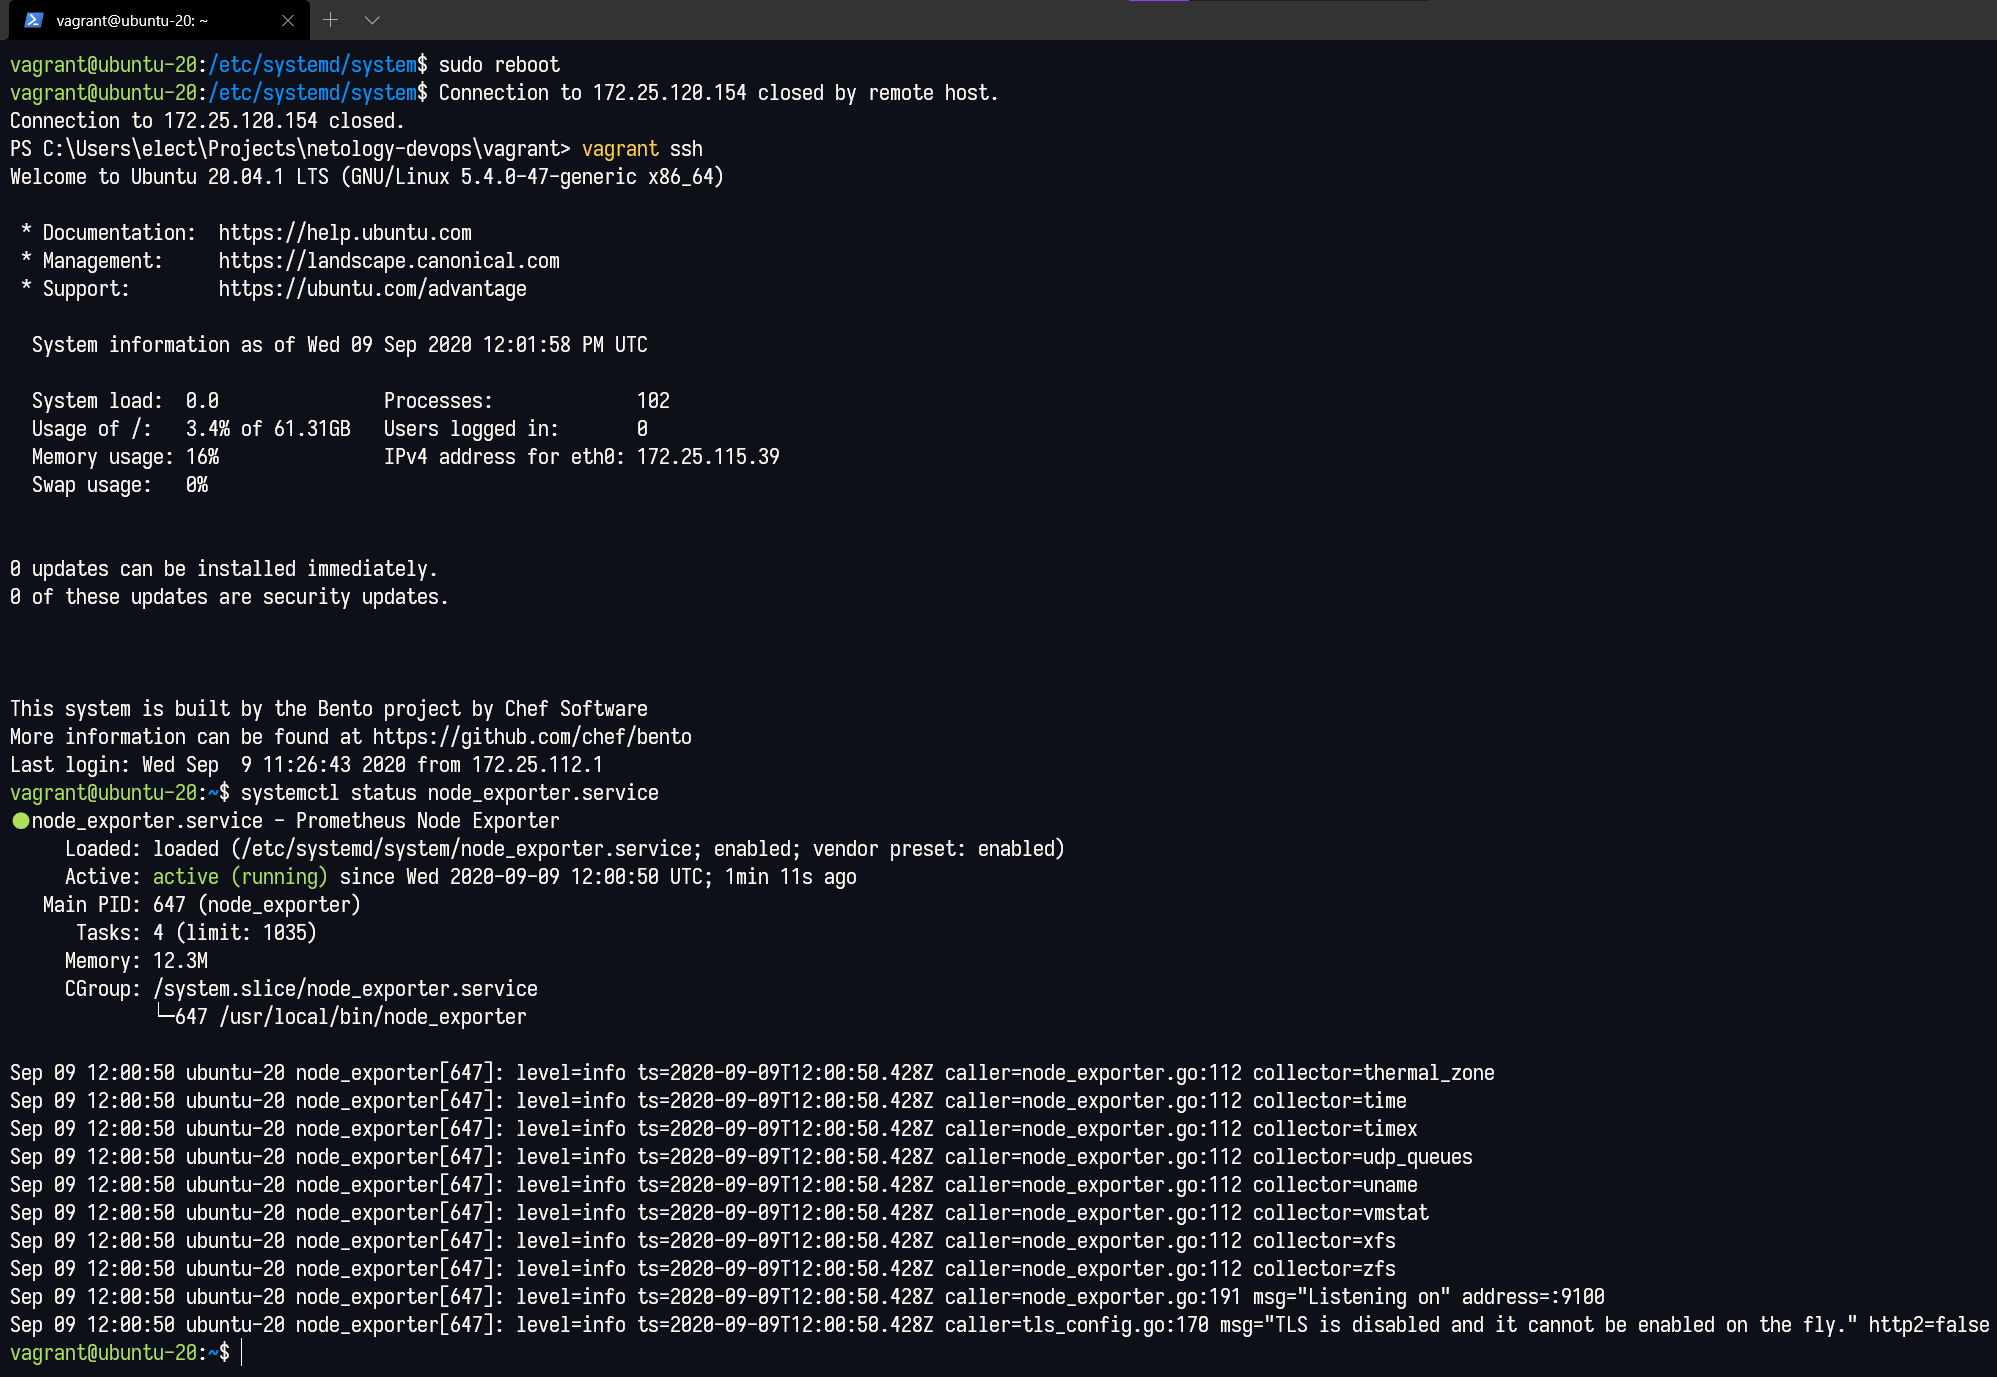 vagrant@ubuntu-20: ~
vagrant@ubuntu-20:/etc/systemd/system$ sudo reboot
vagrant@ubuntu-20:/etc/systemd/system$ Connection to 172.25.120.154 closed by remote host.
Connection to 172.25.120.154 closed.
PS C:\Users\elect\Projects\netology-devops\vagrant> vagrant ssh
Welcome to Ubuntu 20.04.1 LTS (GNU/Linux 5.4.0-47-generic x86_64)

 * Documentation:  https://help.ubuntu.com
 * Management:     https://landscape.canonical.com
 * Support:        https://ubuntu.com/advantage

  System information as of Wed 09 Sep 2020 12:01:58 PM UTC

  System load:  0.0               Processes:             102
  Usage of /:   3.4% of 61.31GB   Users logged in:       0
  Memory usage: 16%               IPv4 address for eth0: 172.25.115.39
  Swap usage:   0%

0 updates can be installed immediately.
0 of these updates are security updates.

This system is built by the Bento project by Chef Software
More information can be found at https://github.com/chef/bento
Last login: Wed Sep  9 11:26:43 2020 from 172.25.112.1
vagrant@ubuntu-20:~$ systemctl status node_exporter.service
●node_exporter.service - Prometheus Node Exporter
     Loaded: loaded (/etc/systemd/system/node_exporter.service; enabled; vendor preset: enabled)
     Active: active (running) since Wed 2020-09-09 12:00:50 UTC; 1min 11s ago
   Main PID: 647 (node_exporter)
      Tasks: 4 (limit: 1035)
     Memory: 12.3M
     CGroup: /system.slice/node_exporter.service
             └─647 /usr/local/bin/node_exporter

Sep 09 12:00:50 ubuntu-20 node_exporter[647]: level=info ts=2020-09-09T12:00:50.428Z caller=node_exporter.go:112 collector=thermal_zone
Sep 09 12:00:50 ubuntu-20 node_exporter[647]: level=info ts=2020-09-09T12:00:50.428Z caller=node_exporter.go:112 collector=time
Sep 09 12:00:50 ubuntu-20 node_exporter[647]: level=info ts=2020-09-09T12:00:50.428Z caller=node_exporter.go:112 collector=timex
Sep 09 12:00:50 ubuntu-20 node_exporter[647]: level=info ts=2020-09-09T12:00:50.428Z caller=node_exporter.go:112 collector=udp_queues
Sep 09 12:00:50 ubuntu-20 node_exporter[647]: level=info ts=2020-09-09T12:00:50.428Z caller=node_exporter.go:112 collector=uname
Sep 09 12:00:50 ubuntu-20 node_exporter[647]: level=info ts=2020-09-09T12:00:50.428Z caller=node_exporter.go:112 collector=vmstat
Sep 09 12:00:50 ubuntu-20 node_exporter[647]: level=info ts=2020-09-09T12:00:50.428Z caller=node_exporter.go:112 collector=xfs
Sep 09 12:00:50 ubuntu-20 node_exporter[647]: level=info ts=2020-09-09T12:00:50.428Z caller=node_exporter.go:112 collector=zfs
Sep 09 12:00:50 ubuntu-20 node_exporter[647]: level=info ts=2020-09-09T12:00:50.428Z caller=node_exporter.go:191 msg="Listening on" address=:9100
Sep 09 12:00:50 ubuntu-20 node_exporter[647]: level=info ts=2020-09-09T12:00:50.428Z caller=tls_config.go:170 msg="TLS is disabled and it cannot be enabled on the fly." http2=false
vagrant@ubuntu-20:~$